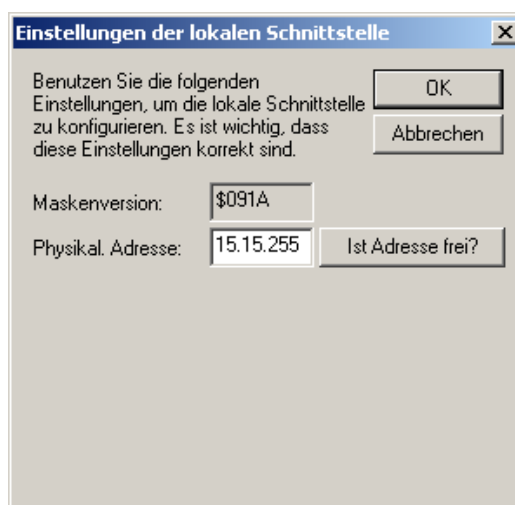 Einstellungen der lokalen Schnittstelle
Benutzen Sie die folgenden
Einstellungen, um die lokale Schnittstelle
zu konfigurieren. Es ist wichtig, dass
diese Einstellungen korrekt sind.
OK
Abbrechen
Maskenversion: $091A
Physikal. Adresse: 15.15.255 Ist Adresse frei?